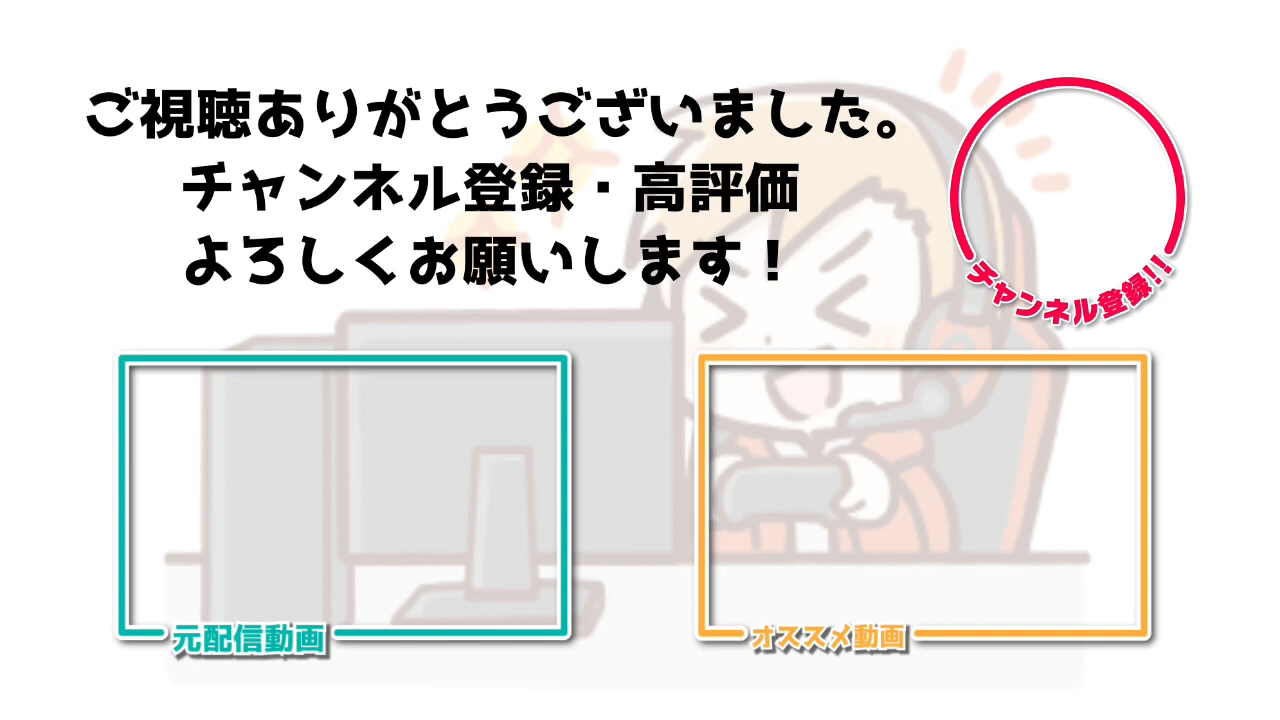 ご視聴ありがとうございました。
チャンネル登録・高評価
よろしくお願いします！
チャンネル登録!!
元配信動画
オススメ動画